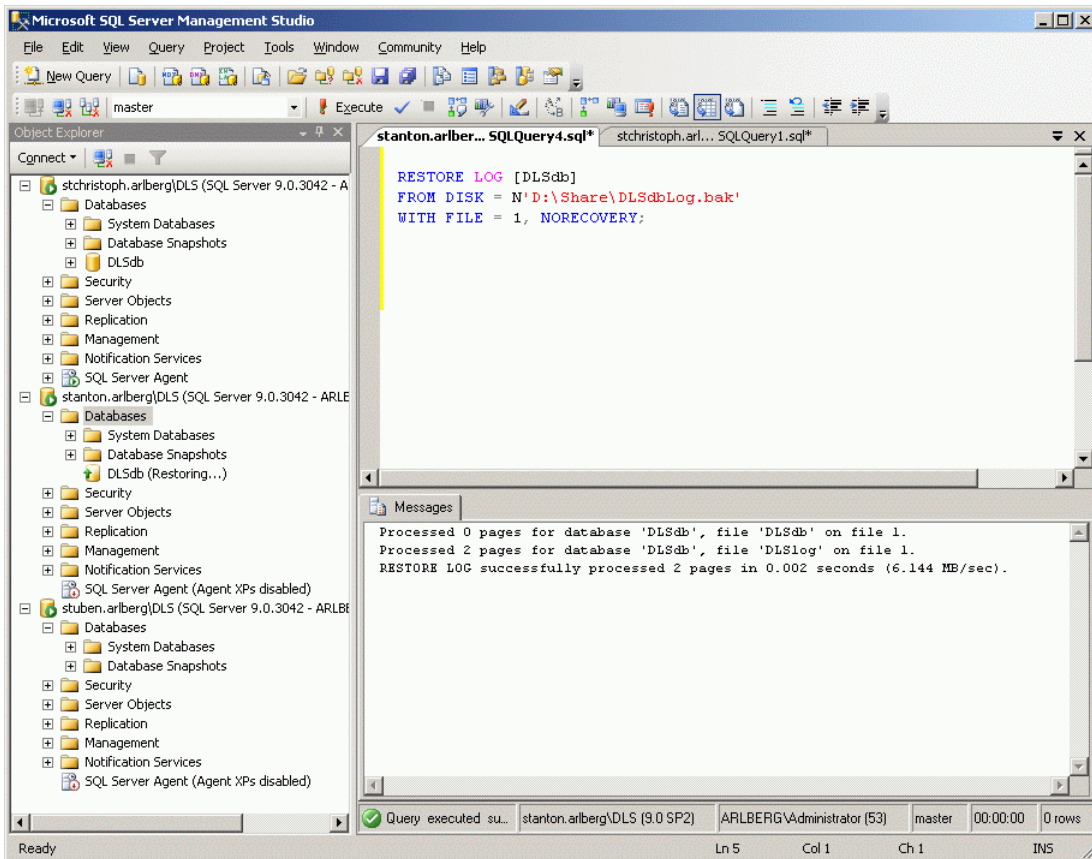 Microsoft SQL Server Management Studio
File Edit View Query Project Tools Window Community Help
New Query
master Execute
Object Explorer
Connect
stchristoph.arlberg\DLS (SQL Server 9.0.3042 - A
Databases
System Databases
Database Snapshots
DLSdb
Security
Server Objects
Replication
Management
Notification Services
SQL Server Agent
stanton.arlberg\DLS (SQL Server 9.0.3042 - ARLE
Databases
System Databases
Database Snapshots
DLSdb (Restoring...)
Security
Server Objects
Replication
Management
Notification Services
SQL Server Agent (Agent XPs disabled)
stuben.arlberg\DLS (SQL Server 9.0.3042 - ARLBE
Databases
System Databases
Database Snapshots
Security
Server Objects
Replication
Management
Notification Services
SQL Server Agent (Agent XPs disabled)
stanton.arlber... SQLQuery4.sql* stchristoph.arl... SQLQuery1.sql*
RESTORE LOG [DLSdb]
FROM DISK = N'D:\Share\DLSdbLog.bak'
WITH FILE = 1, NORECOVERY;
Messages
Processed 0 pages for database 'DLSdb', file 'DLSdb' on file 1.
Processed 2 pages for database 'DLSdb', file 'DLSlog' on file 1.
RESTORE LOG successfully processed 2 pages in 0.002 seconds (6.144 MB/sec).
Query executed su... stanton.arlberg\DLS (9.0 SP2) ARLBERG\Administrator (53) master 00:00:00 0 rows
Ready Ln 5 Col 1 Ch 1 INS